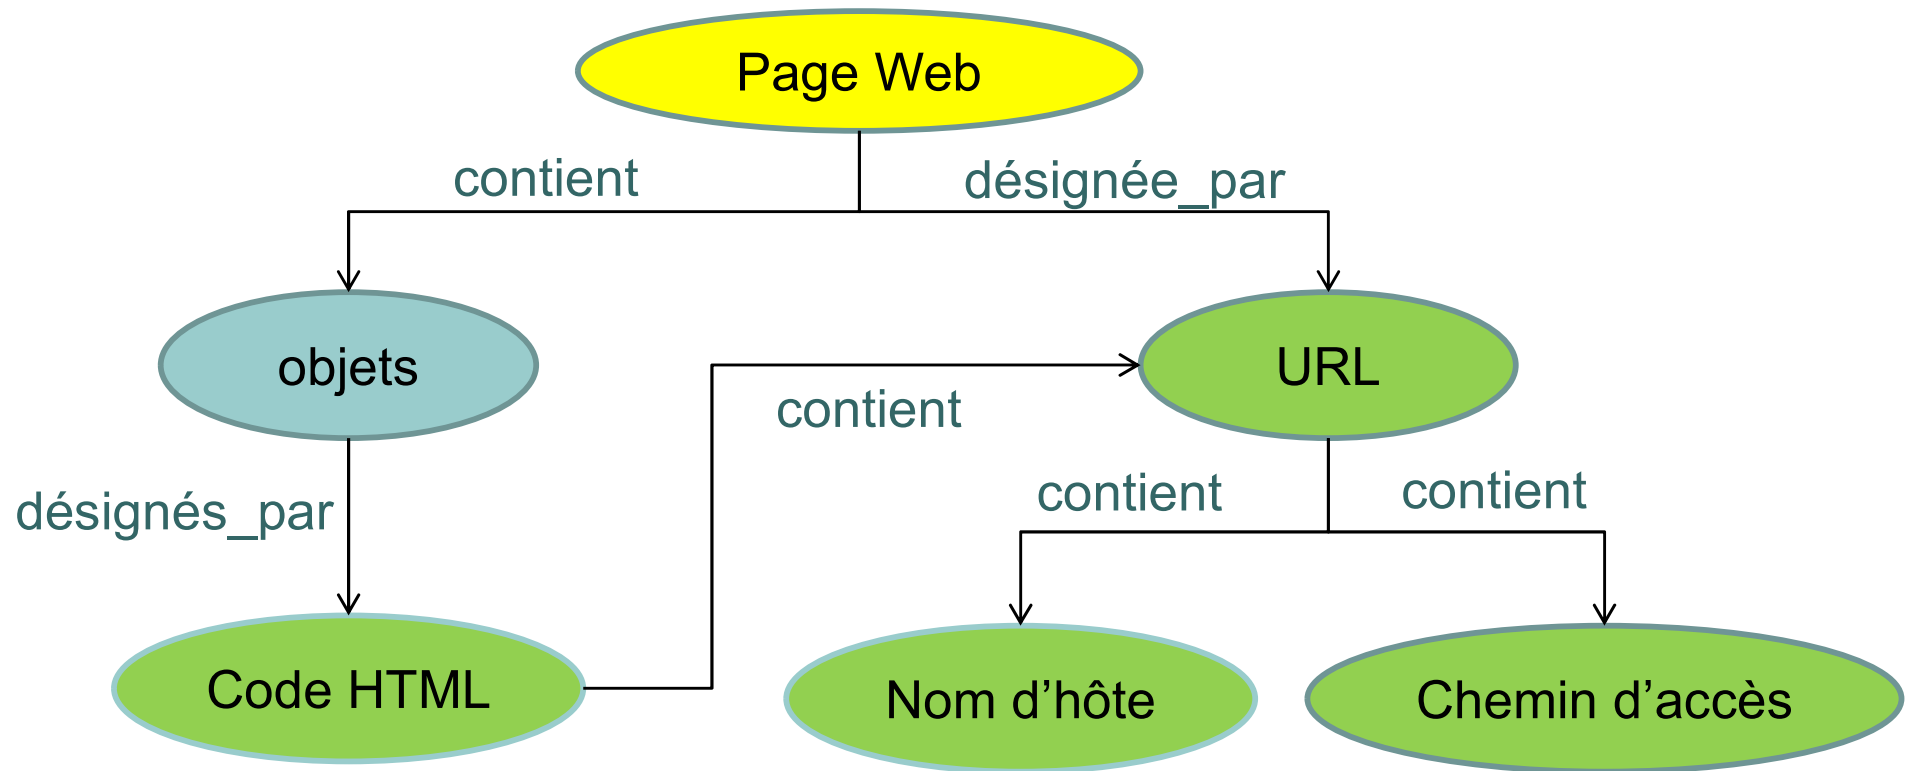 Page Web
contient
désignée_par
objets
URL
contient
désignés_par
contient
contient
Code HTML
Nom d’hôte
Chemin d’accès